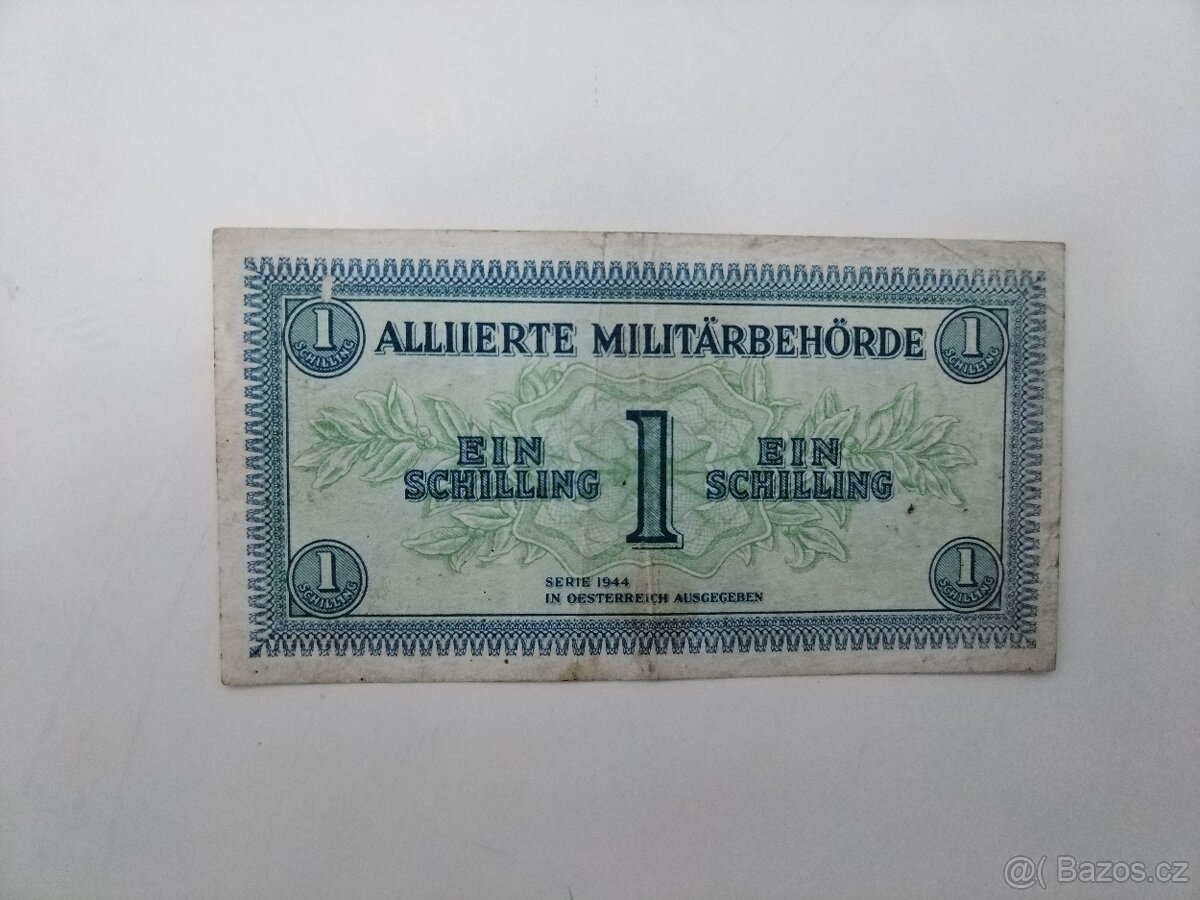 1 SCHILLING
ALLIIERTE MILITÄRBEHÖRDE
1 SCHILLING
EIN SCHILLING
1
EIN SCHILLING
SERIE 1944
IN OESTERREICH AUSGEGEBEN
1 SCHILLING
1 SCHILLING
@( Bazos.cz